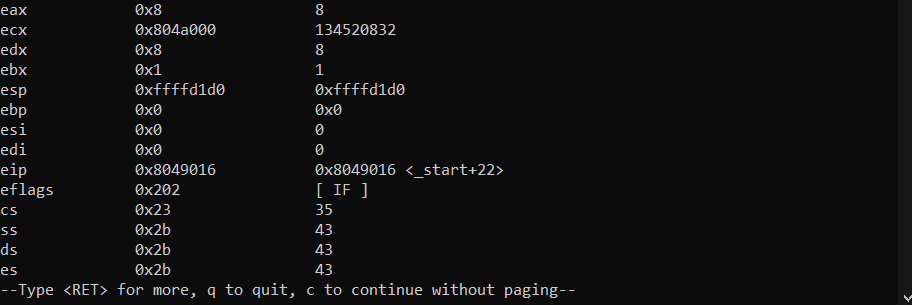 eax 0x8 8
ecx 0x804a000 134520832
edx 0x8 8
ebx 0x1 1
esp 0xffffd1d0 0xffffd1d0
ebp 0x0 0x0
esi 0x0 0
edi 0x0 0
eip 0x8049016 0x8049016 <_start+22>
eflags 0x202 [ IF ]
cs 0x23 35
ss 0x2b 43
ds 0x2b 43
es 0x2b 43
--Type <RET> for more, q to quit, c to continue without paging--